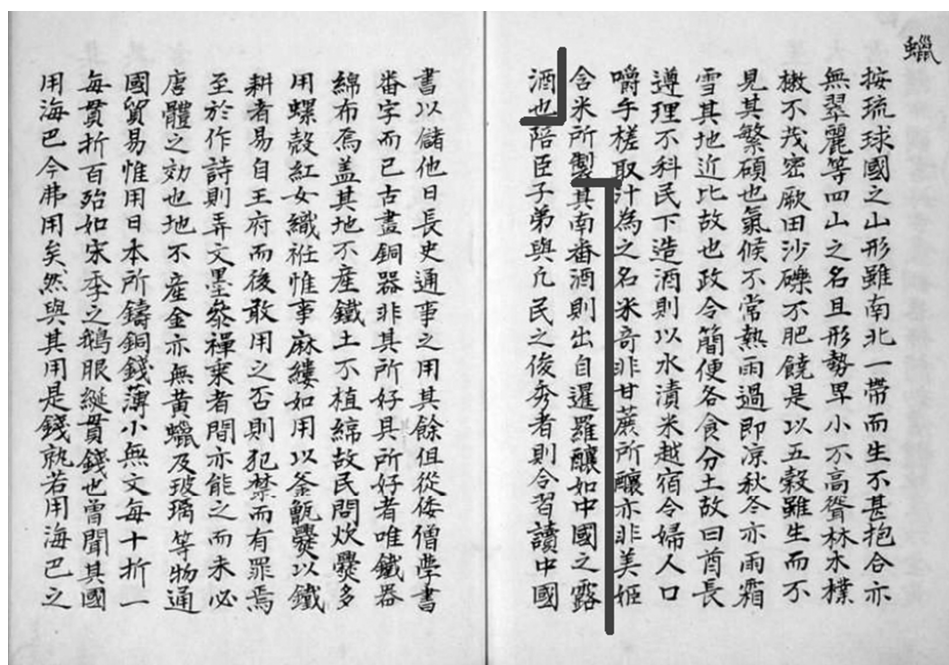 蠟
按琉球國之山形雖南北一帶而生不甚抱合亦
無翠麗等四山之名且形勢卑小不高聳林木樸
樕不茂密厥田沙礫不肥饒是以五穀雖生而不
見其繁碩也氣候不常熱雨過即凉秋冬亦雨霜
雪其地近比故也政令簡便各食分土故曰酋長
遵理不科民下造酒則以水漬米越宿令婦人口
嚼手槎取汁為之名米哥非甘蔗所釀亦非美姬
含米所製其南番酒則出自暹羅釀如中國之露
酒也陪臣子弟與凡民之俊秀者則令習讀中國
書以儲他日長史通事之用其餘但從倭僧學書
番字而已古畫銅器非其所好其所好者唯鐵器
綿布焉蓋其地不產鐵土不植綿故民間炊爨多
用螺殼紅女織袵惟事麻縷如用以釜甑爨以鐵
耕者易自王府而後敢用之否則犯禁而有罪焉
至於作詩則弄文墨參禪乘者間亦能之而未必
唐體之効也地不產金亦無黃蠟及玻璃等物通
國貿易惟用日本所鑄銅錢薄小無文每十折一
每貫折百殆如宋季之鵝眼綖貫錢也曾聞其國
用海巴今弗用矣然與其用是錢孰若用海巴之